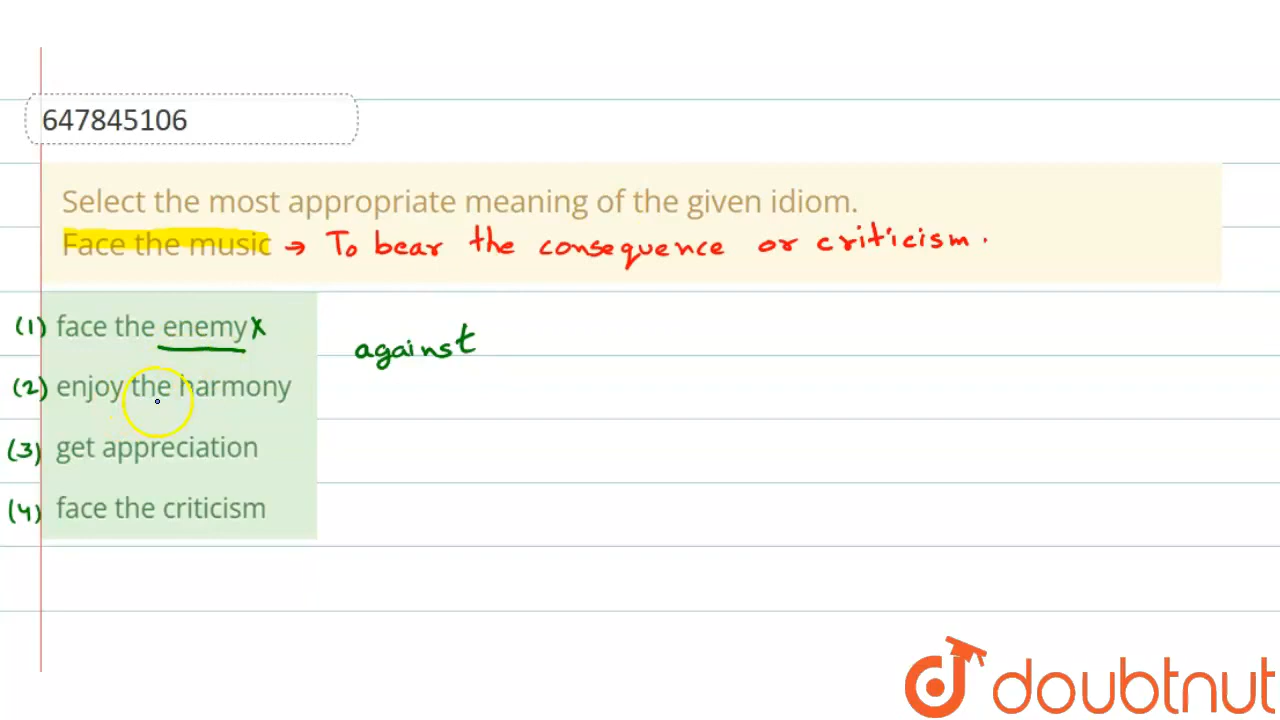 647845106
Select the most appropriate meaning of the given idiom.
Face the music → To bear the consequence or criticism.
(1) face the enemy x
against
(2) enjoy the harmony
(3) get appreciation
(4) face the criticism
doubtnut